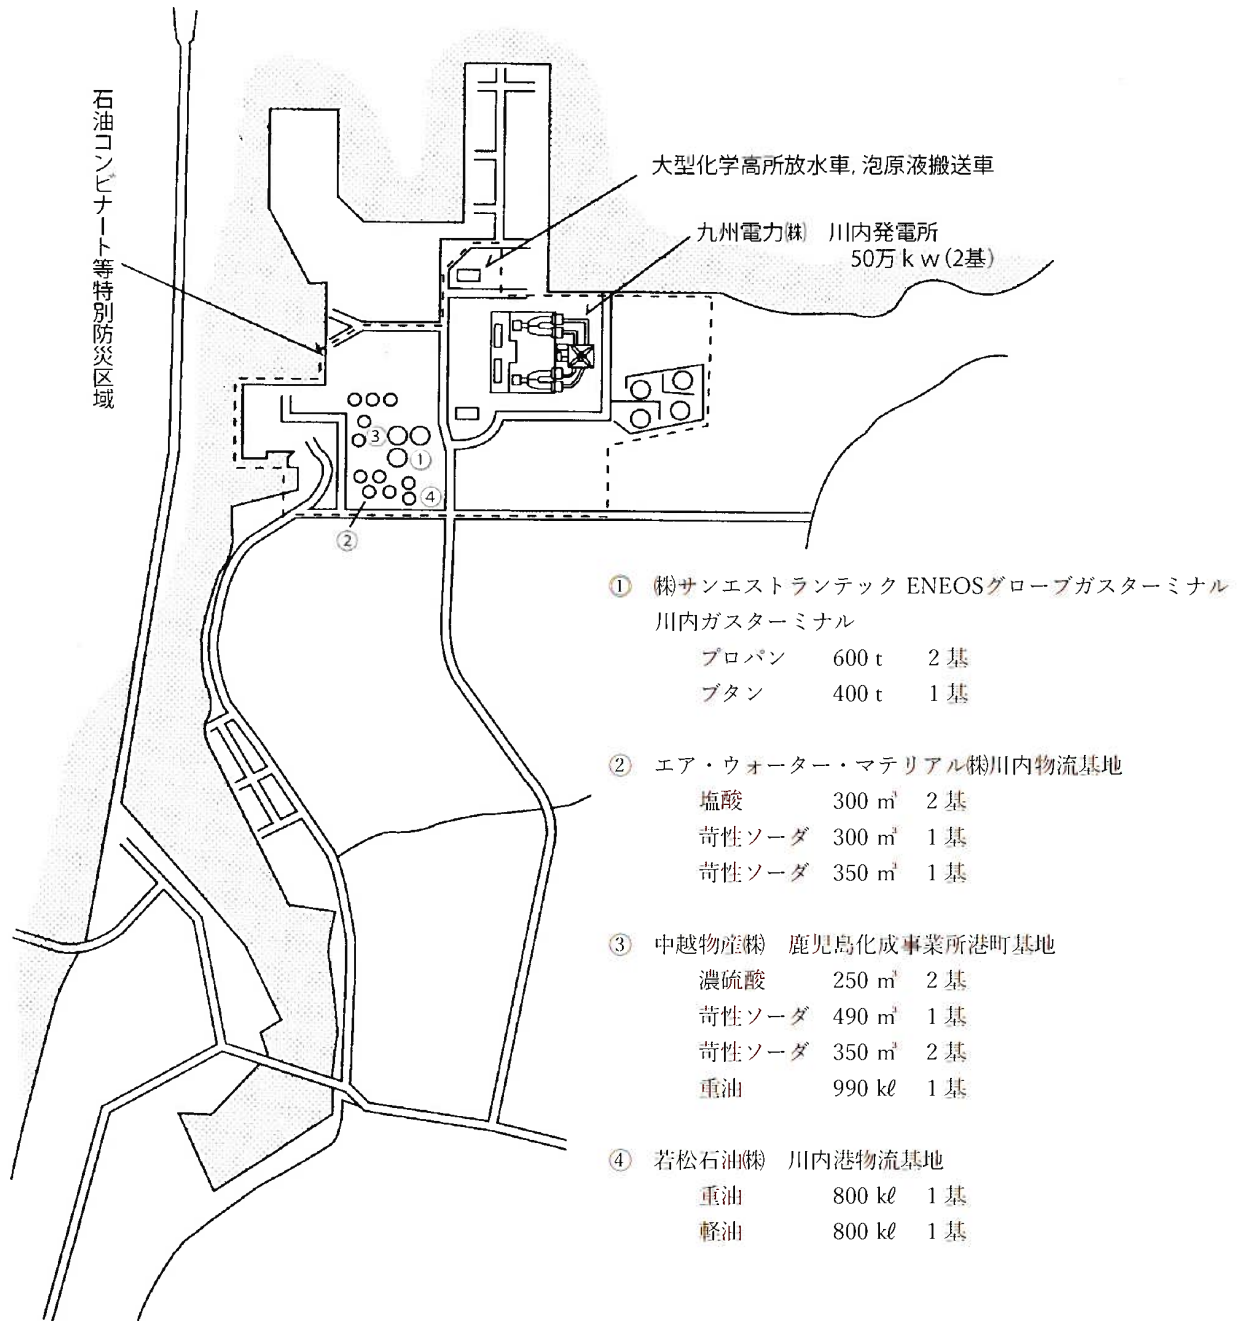 石油コンビナート等特別防災区域
大型化学高所放水車, 泡原液搬送車
九州電力㈱ 川内発電所
50万kw(2基)
③
①
④
②
① ㈱サンエストランテック ENEOSグローブガスターミナル
川内ガスターミナル
プロパン 600 t 2 基
ブタン 400 t 1 基
② エア・ウォーター・マテリアル㈱川内物流基地
塩酸 300 ㎥ 2 基
苛性ソーダ 300 ㎥ 1 基
苛性ソーダ 350 ㎥ 1 基
③ 中越物産㈱ 鹿児島化成事業所港町基地
濃硫酸 250 ㎥ 2 基
苛性ソーダ 490 ㎥ 1 基
苛性ソーダ 350 ㎥ 2 基
重油 990 kℓ 1 基
④ 若松石油㈱ 川内港物流基地
重油 800 kℓ 1 基
軽油 800 kℓ 1 基